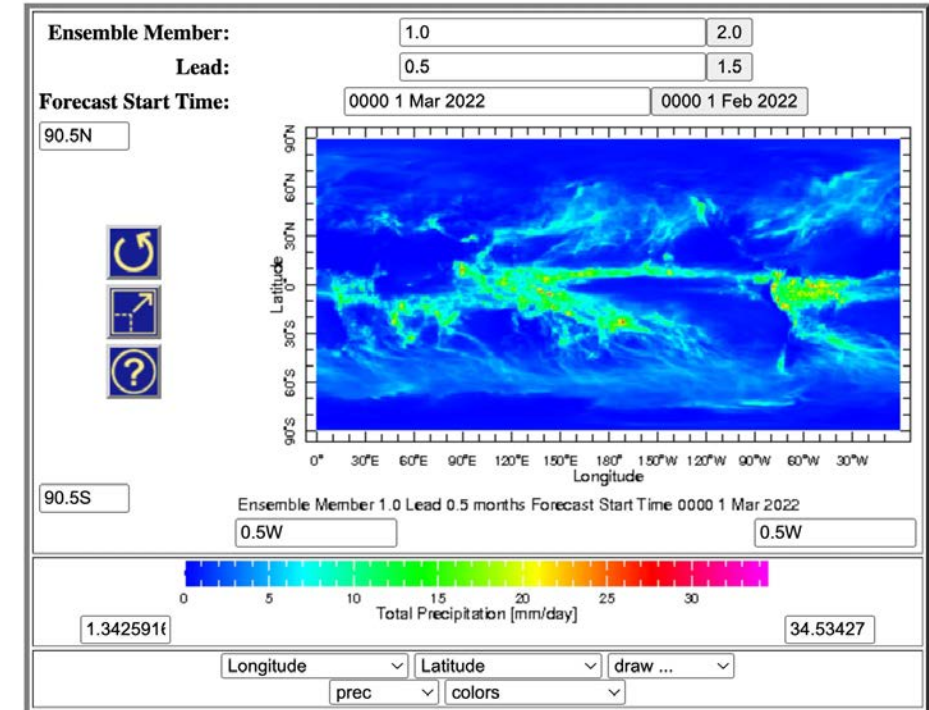 Ensemble Member: 1.0 2.0
Lead: 0.5 1.5
Forecast Start Time: 0000 1 Mar 2022 0000 1 Feb 2022
90.5N
90°N
60°N
30°N
Latitude
0°
30°S
60°S
90°S
?
0° 30°E 60°E 90°E 120°E 150°E 180° 150°W 120°W 90°W 60°W 30°W
Longitude
90.5S
Ensemble Member 1.0 Lead 0.5 months Forecast Start Time 0000 1 Mar 2022
0.5W 0.5W
0 5 10 15 20 25 30
Total Precipitation [mm/day]
1.3425916 34.53427
Longitude Latitude draw ...
prec colors